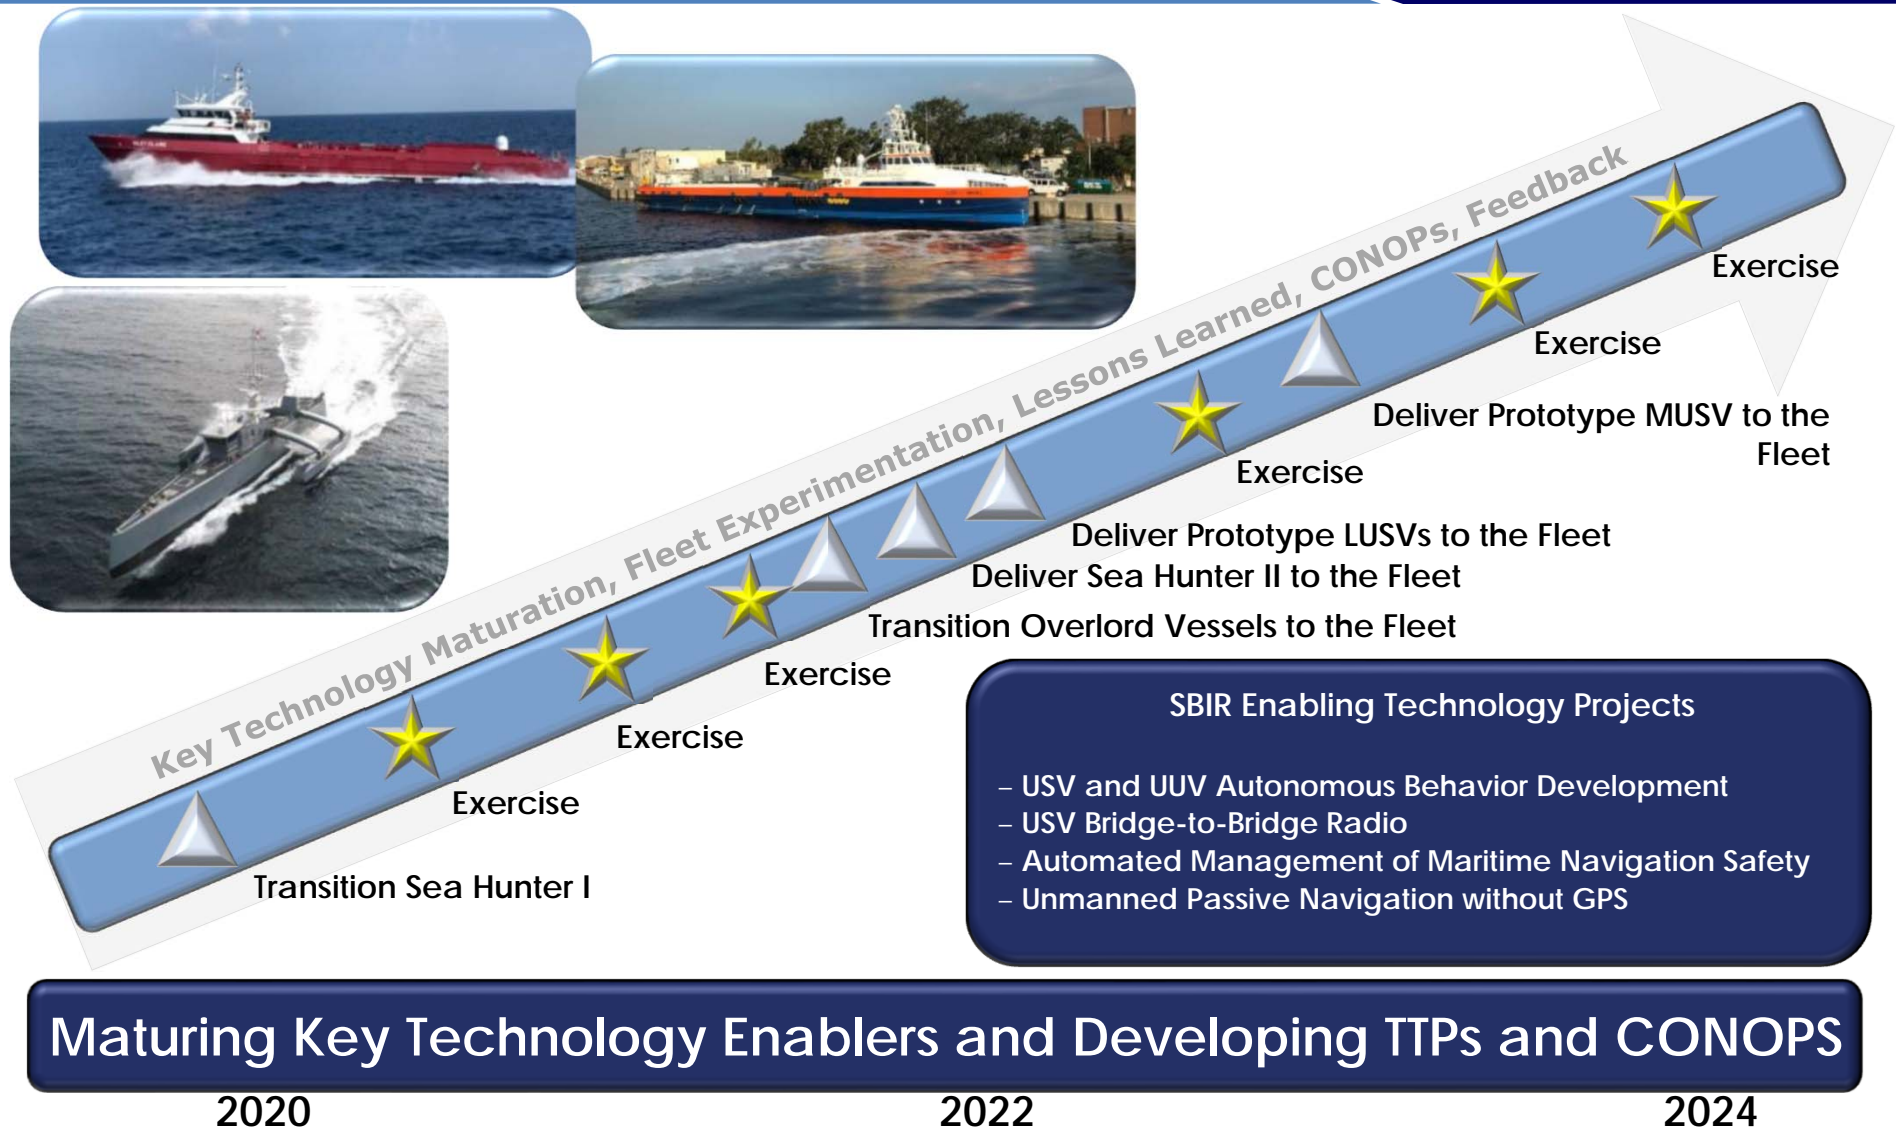 Key Technology Maturation, Fleet Experimentation, Lessons Learned, CONOPs, Feedback
Exercise
Exercise
Deliver Prototype MUSV to the
Fleet
Exercise
Deliver Prototype LUSVs to the Fleet
Deliver Sea Hunter II to the Fleet
Transition Overlord Vessels to the Fleet
Exercise
Exercise
Exercise
Transition Sea Hunter I
SBIR Enabling Technology Projects
– USV and UUV Autonomous Behavior Development
– USV Bridge-to-Bridge Radio
– Automated Management of Maritime Navigation Safety
– Unmanned Passive Navigation without GPS
Maturing Key Technology Enablers and Developing TTPs and CONOPS
2020
2022
2024